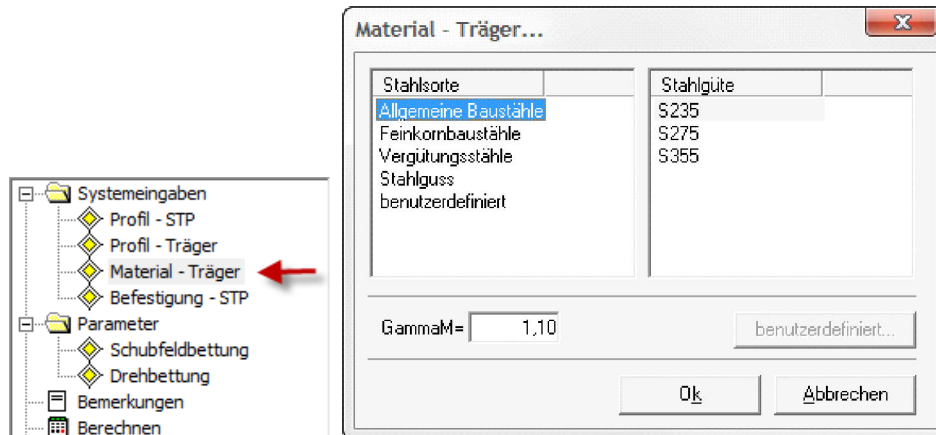 Systemeingaben
Profil - STP
Profil - Träger
Material - Träger
Befestigung - STP
Parameter
Schubfeldbettung
Drehbettung
Bemerkungen
Berechnen
Material - Träger...
Stahlsorte
Allgemeine Baustähle
Feinkornbaustähle
Vergütungsstähle
Stahlguss
benutzerdefiniert
Stahlgüte
S235
S275
S355
GammaM= 1,10
benutzerdefiniert...
Ok
Abbrechen